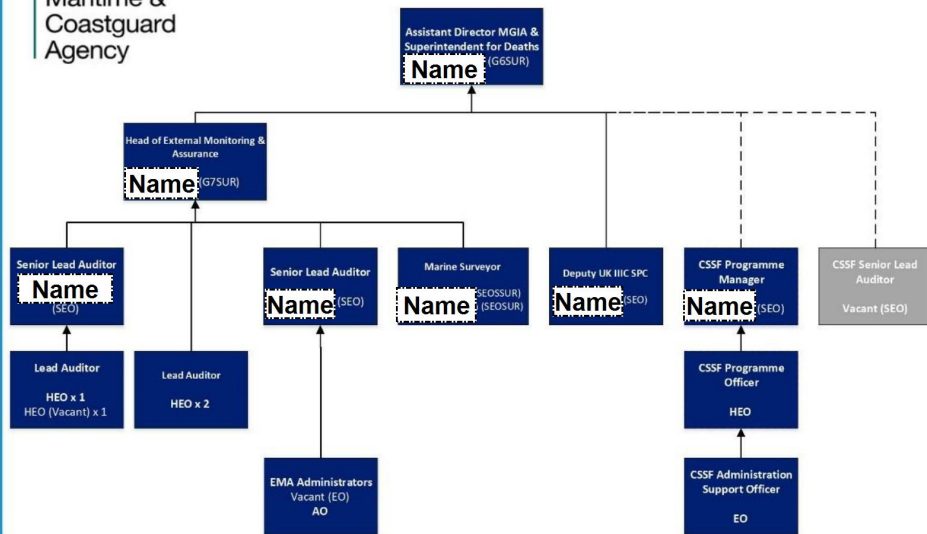 Maritime &
Coastguard
Agency
Assistant Director MGIA &
Superintendent for Deaths
Name (G6SUR)
Head of External Monitoring &
Assurance
Name (G7SUR)
Senior Lead Auditor
Name
(SEO)
Senior Lead Auditor
Name (SEO)
Marine Surveyor
Name SEOSSUR)
(SEOSUR)
Deputy UK IIIC SPC
Name (SEO)
CSSF Programme
Manager
Name (SEO)
CSSF Senior Lead
Auditor
Vacant (SEO)
Lead Auditor
HEO x 1
HEO (Vacant) x 1
Lead Auditor
HEO x 2
CSSF Programme
Officer
HEO
EMA Administrators
Vacant (EO)
AO
CSSF Administration
Support Officer
EO